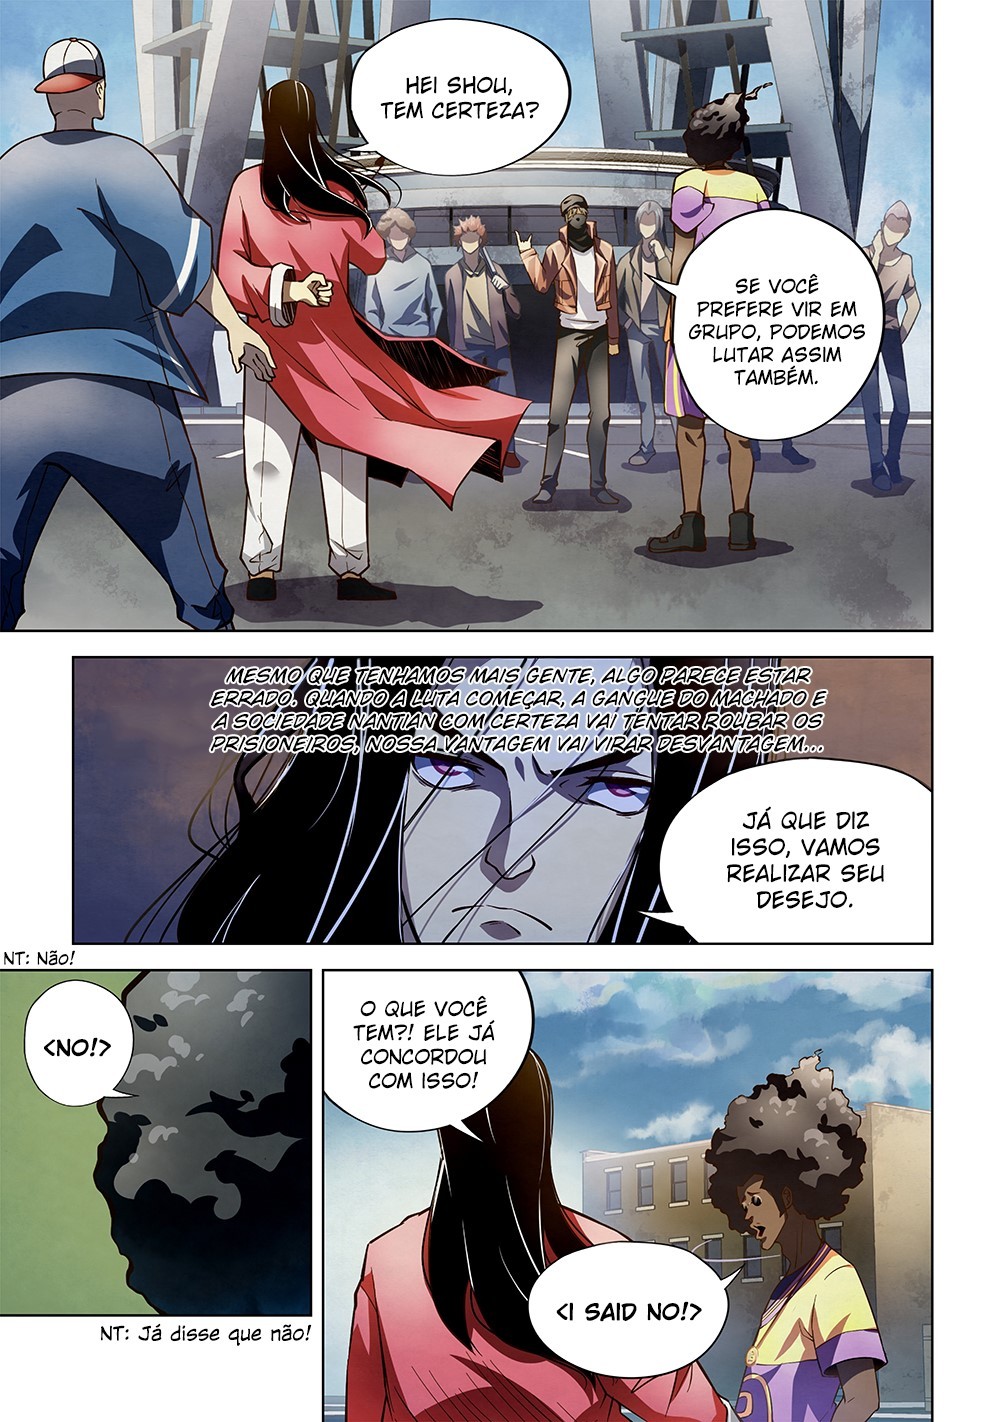 HEI SHOU,
TEM CERTEZA?
SE VOCÊ
PREFERE VIR EM
GRUPO, PODEMOS
LUTAR ASSIM
TAMBÉM.
MESMO QUE TENHAMOS MAIS GENTE, ALGO PARECE ESTAR
ERRADO. QUANDO A LUTA COMEÇAR, A GANGUE DO MACHADO E
A SOCIEDADE NANTIAN COM CERTEZA VAI TENTAR ROUBAR OS
PRISIONEIROS, NOSSA VANTAGEM VAI VIRAR DESVANTAGEM...
JÁ QUE DIZ
ISSO, VAMOS
REALIZAR SEU
DESEJO.
NT: Não!
<NO!>
O QUE VOCÊ
TEM?! ELE JÁ
CONCORDOU
COM ISSO!
<I SAID NO!>
NT: Já disse que não!